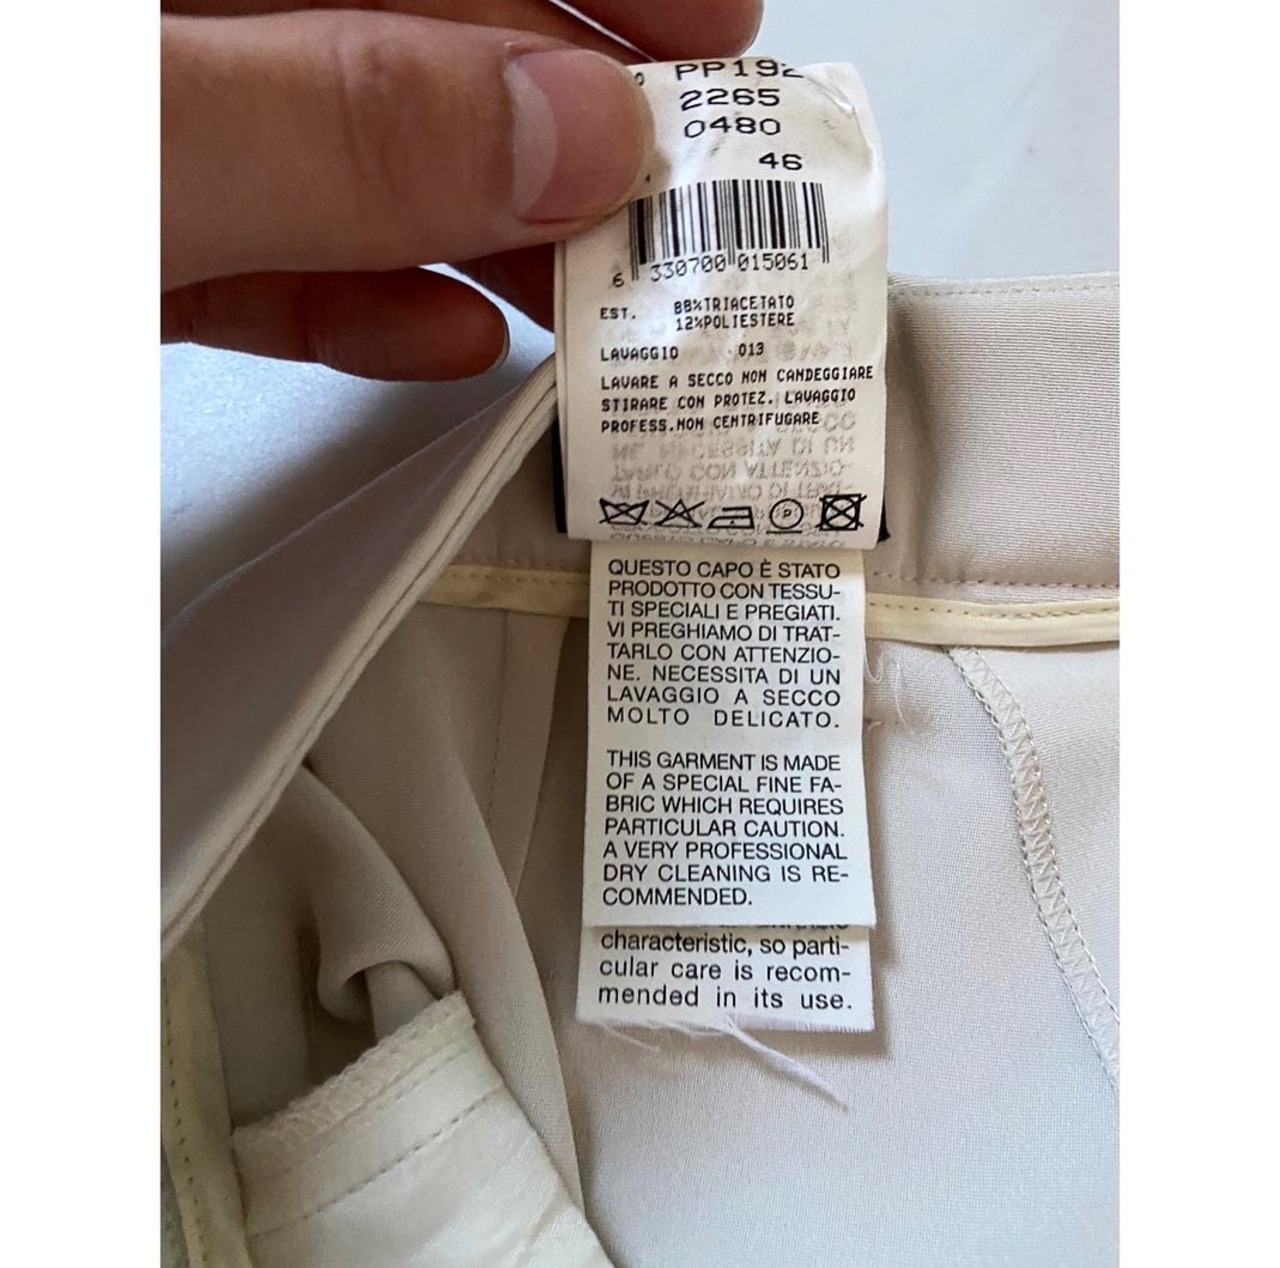 PP192
2265
0480
46
6 330700 015061
EST. 88%TRIACETATO
12%POLIESTERE
LAVAGGIO 013
LAVARE A SECCO NON CANDEGGIARE
STIRARE CON PROTEZ. LAVAGGIO
PROFESS.NON CENTRIFUGARE
P
QUESTO CAPO È STATO
PRODOTTO CON TESSU-
TI SPECIALI E PREGIATI.
VI PREGHIAMO DI TRAT-
TARLO CON ATTENZIO-
NE. NECESSITA DI UN
LAVAGGIO A SECCO
MOLTO DELICATO.
THIS GARMENT IS MADE
OF A SPECIAL FINE FA-
BRIC WHICH REQUIRES
PARTICULAR CAUTION.
A VERY PROFESSIONAL
DRY CLEANING IS RE-
COMMENDED.
characteristic, so parti-
cular care is recom-
mended in its use.